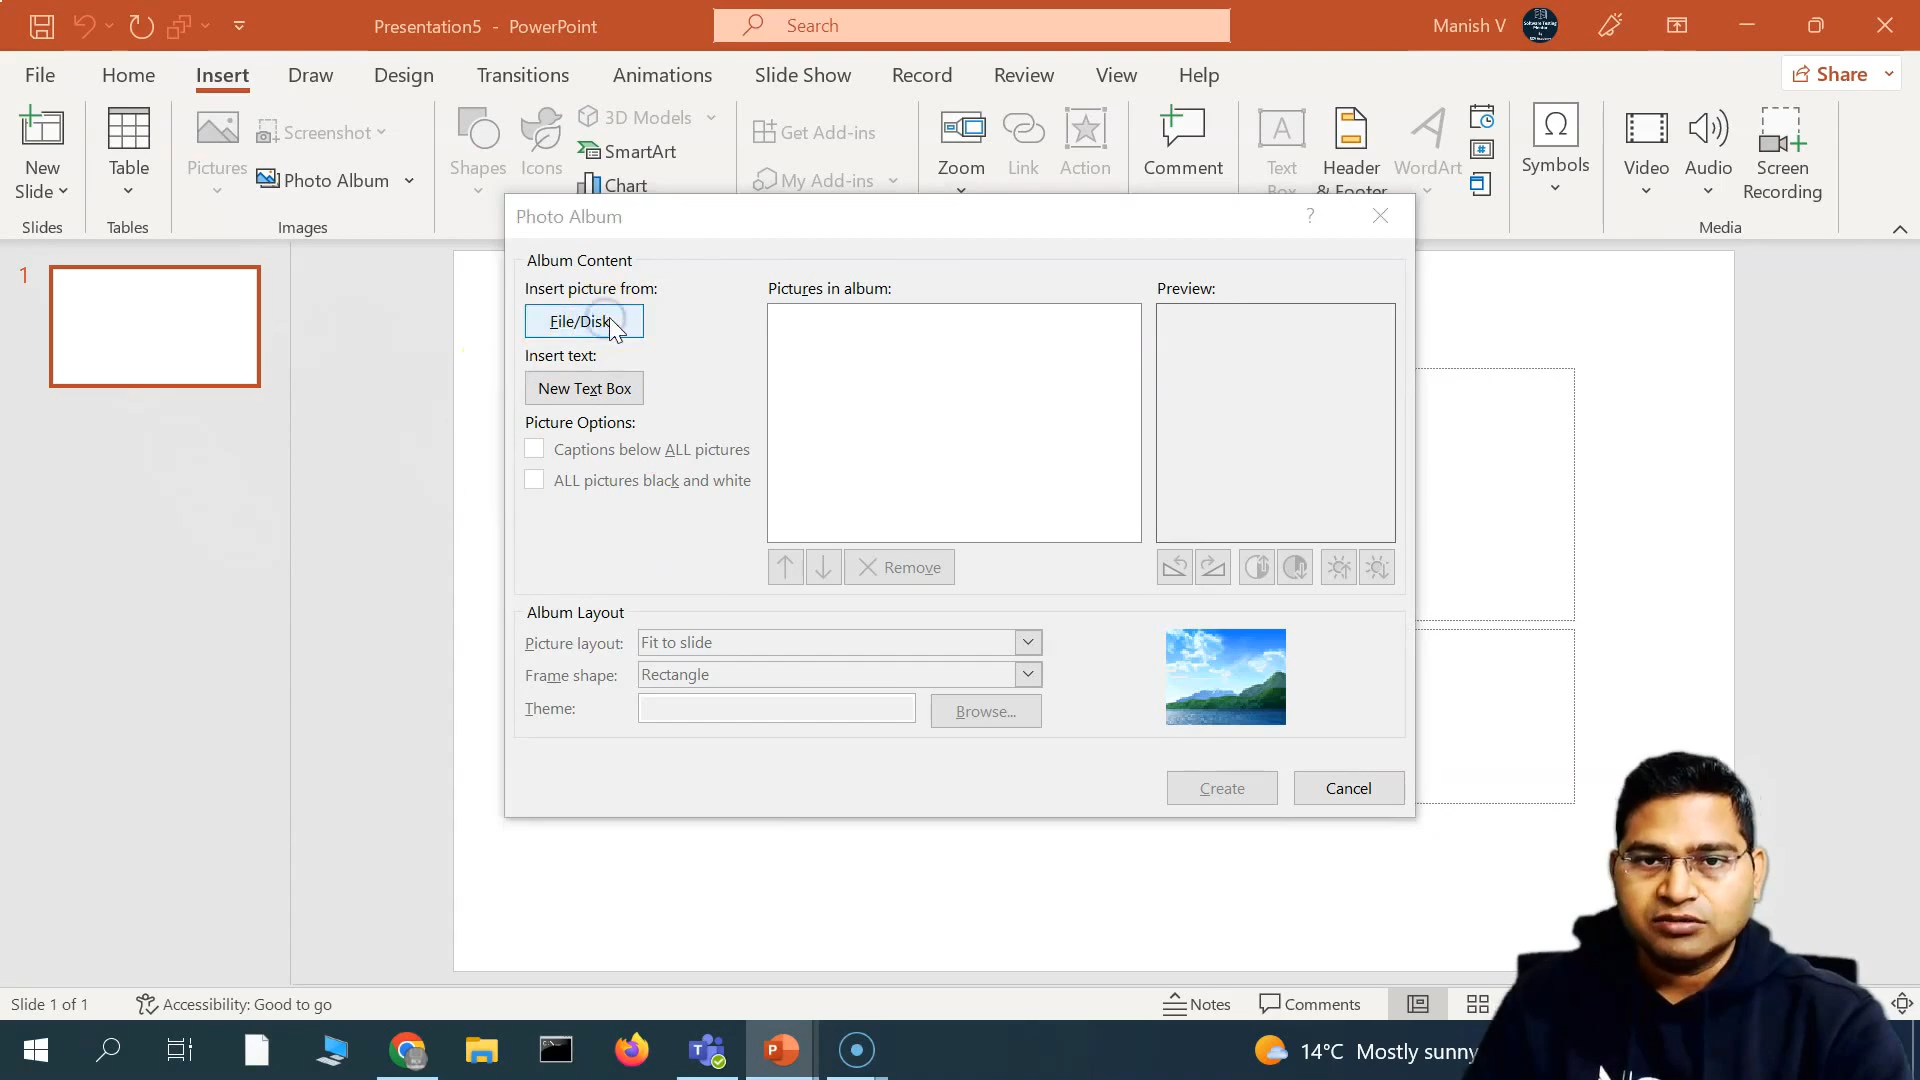 Presentation5 - PowerPoint
Search
Manish V
File Home Insert Draw Design Transitions Animations Slide Show Record Review View Help
Share
New Slide
Table
Pictures
Screenshot
Photo Album
Shapes
Icons
3D Models
SmartArt
Chart
Get Add-ins
My Add-ins
Zoom
Link
Action
Comment
Text
Box
Header
& Footer
WordArt
Symbols
Video
Audio
Screen
Recording
Slides
Tables
Images
Media
1
Photo Album
?
Album Content
Insert picture from:
File/Disk
Insert text:
New Text Box
Picture Options:
Captions below ALL pictures
ALL pictures black and white
Pictures in album:
Preview:
Remove
Album Layout
Picture layout: Fit to slide
Frame shape: Rectangle
Theme:
Browse...
Create
Cancel
Slide 1 of 1
Accessibility: Good to go
Notes
Comments
14°C Mostly sunny